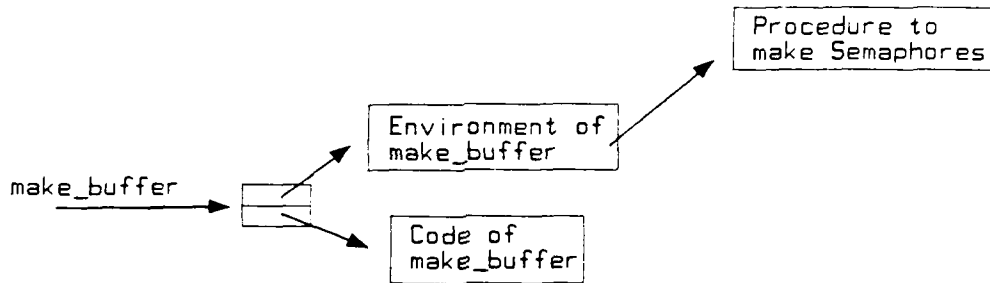 Procedure to
make Semaphores
Environment of
make_buffer
make_buffer
Code of
make_buffer